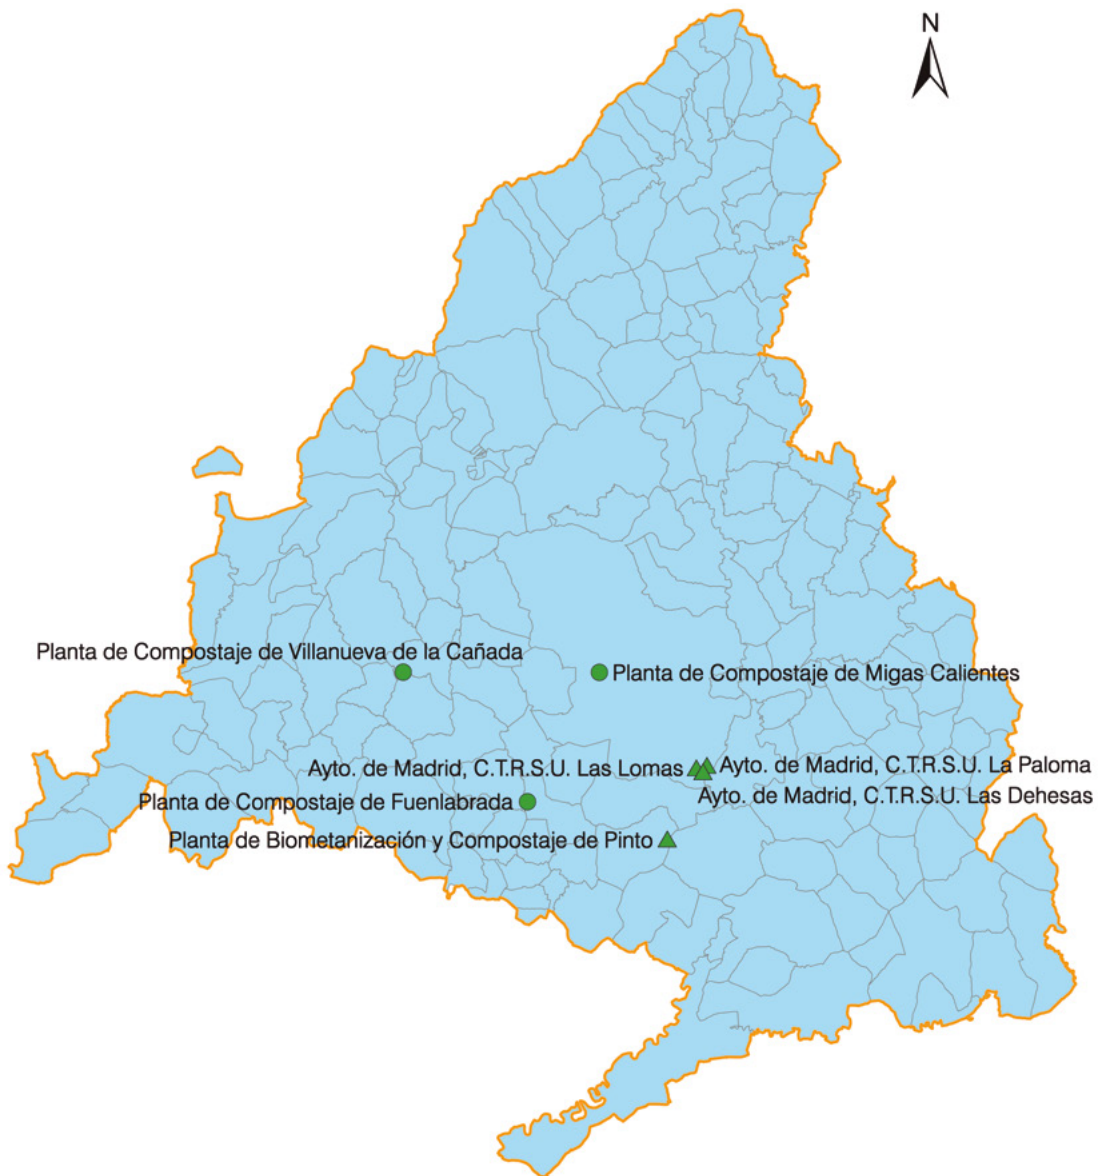 N
Planta de Compostaje de Villanueva de la Cañada
Planta de Compostaje de Migas Calientes
Ayto. de Madrid, C.T.R.S.U. Las Lomas
Ayto. de Madrid, C.T.R.S.U. La Paloma
Ayto. de Madrid, C.T.R.S.U. Las Dehesas
Planta de Compostaje de Fuenlabrada
Planta de Biometanización y Compostaje de Pinto